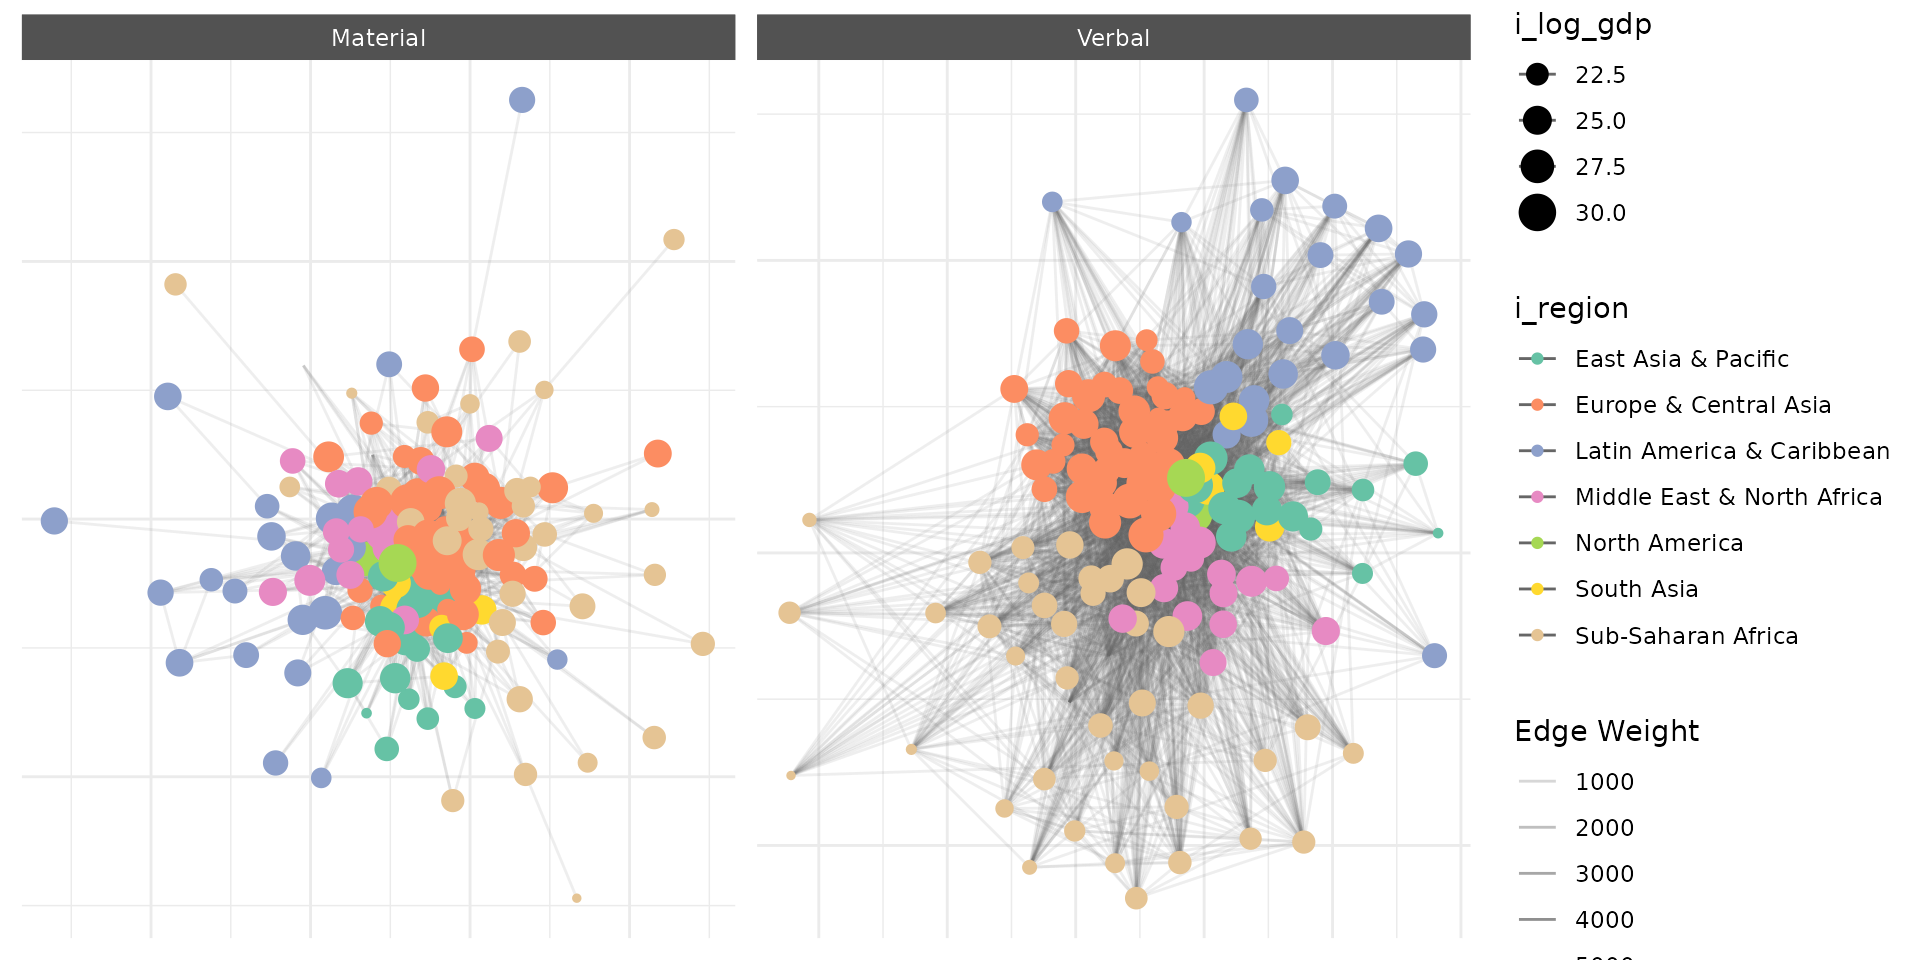 Material
Verbal
i_log_gdp
22.5
25.0
27.5
30.0
i_region
East Asia & Pacific
Europe & Central Asia
Latin America & Caribbean
Middle East & North Africa
North America
South Asia
Sub-Saharan Africa
Edge Weight
1000
2000
3000
4000